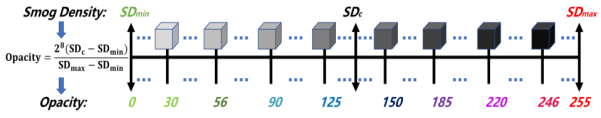 Smog Density: SDmin ... ... ... ... SDc ... ... ... ... SDmax
Opacity = 2^8(SDc − SDmin) / SDmax − SDmin
Opacity: 0 30 56 90 125 150 185 220 246 255